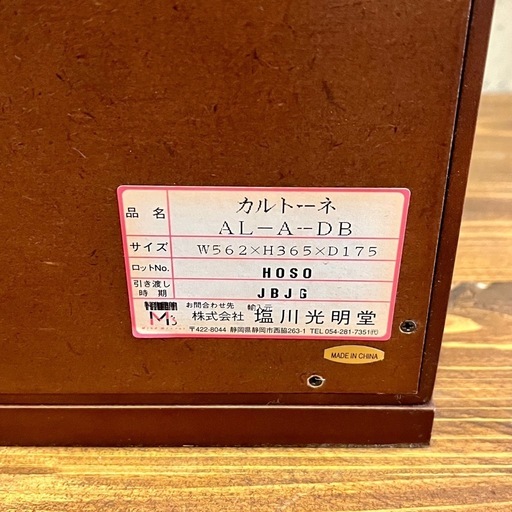 品名 カルトーネ
AL-A-DB
サイズ W562×H365×D175
ロットNo. HOSO
引き渡し時期 JBJG
お問合わせ先 輸入元
M's 株式会社 塩川光明堂
〒422-8044 静岡県静岡市西脇263-1 TEL 054-281-7351(代)
MADE IN CHINA